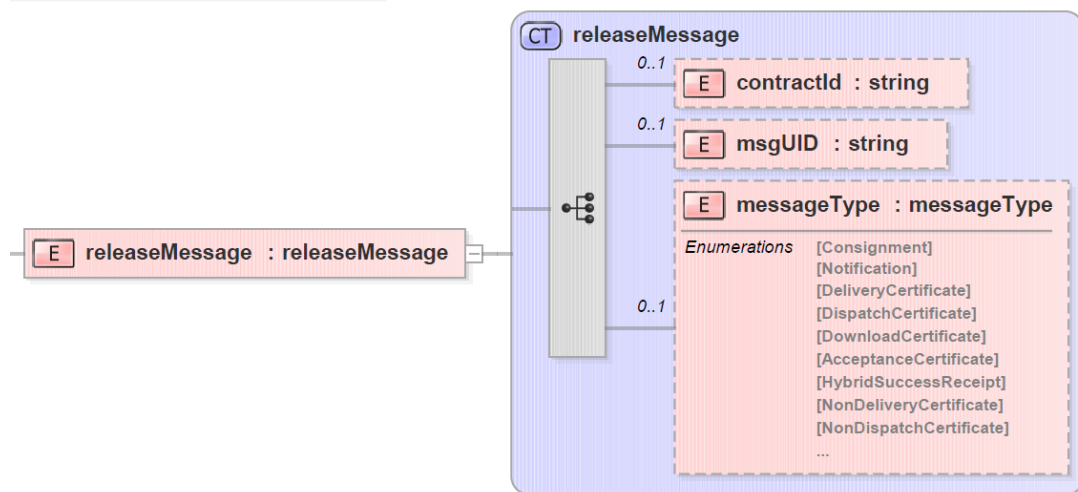 CT releaseMessage
0..1
E contractId : string
0..1
E msgUID : string
E messageType : messageType
Enumerations [Consignment]
[Notification]
[DeliveryCertificate]
[DispatchCertificate]
[DownloadCertificate]
[AcceptanceCertificate]
[HybridSuccessReceipt]
[NonDeliveryCertificate]
[NonDispatchCertificate]
...
0..1
E releaseMessage : releaseMessage